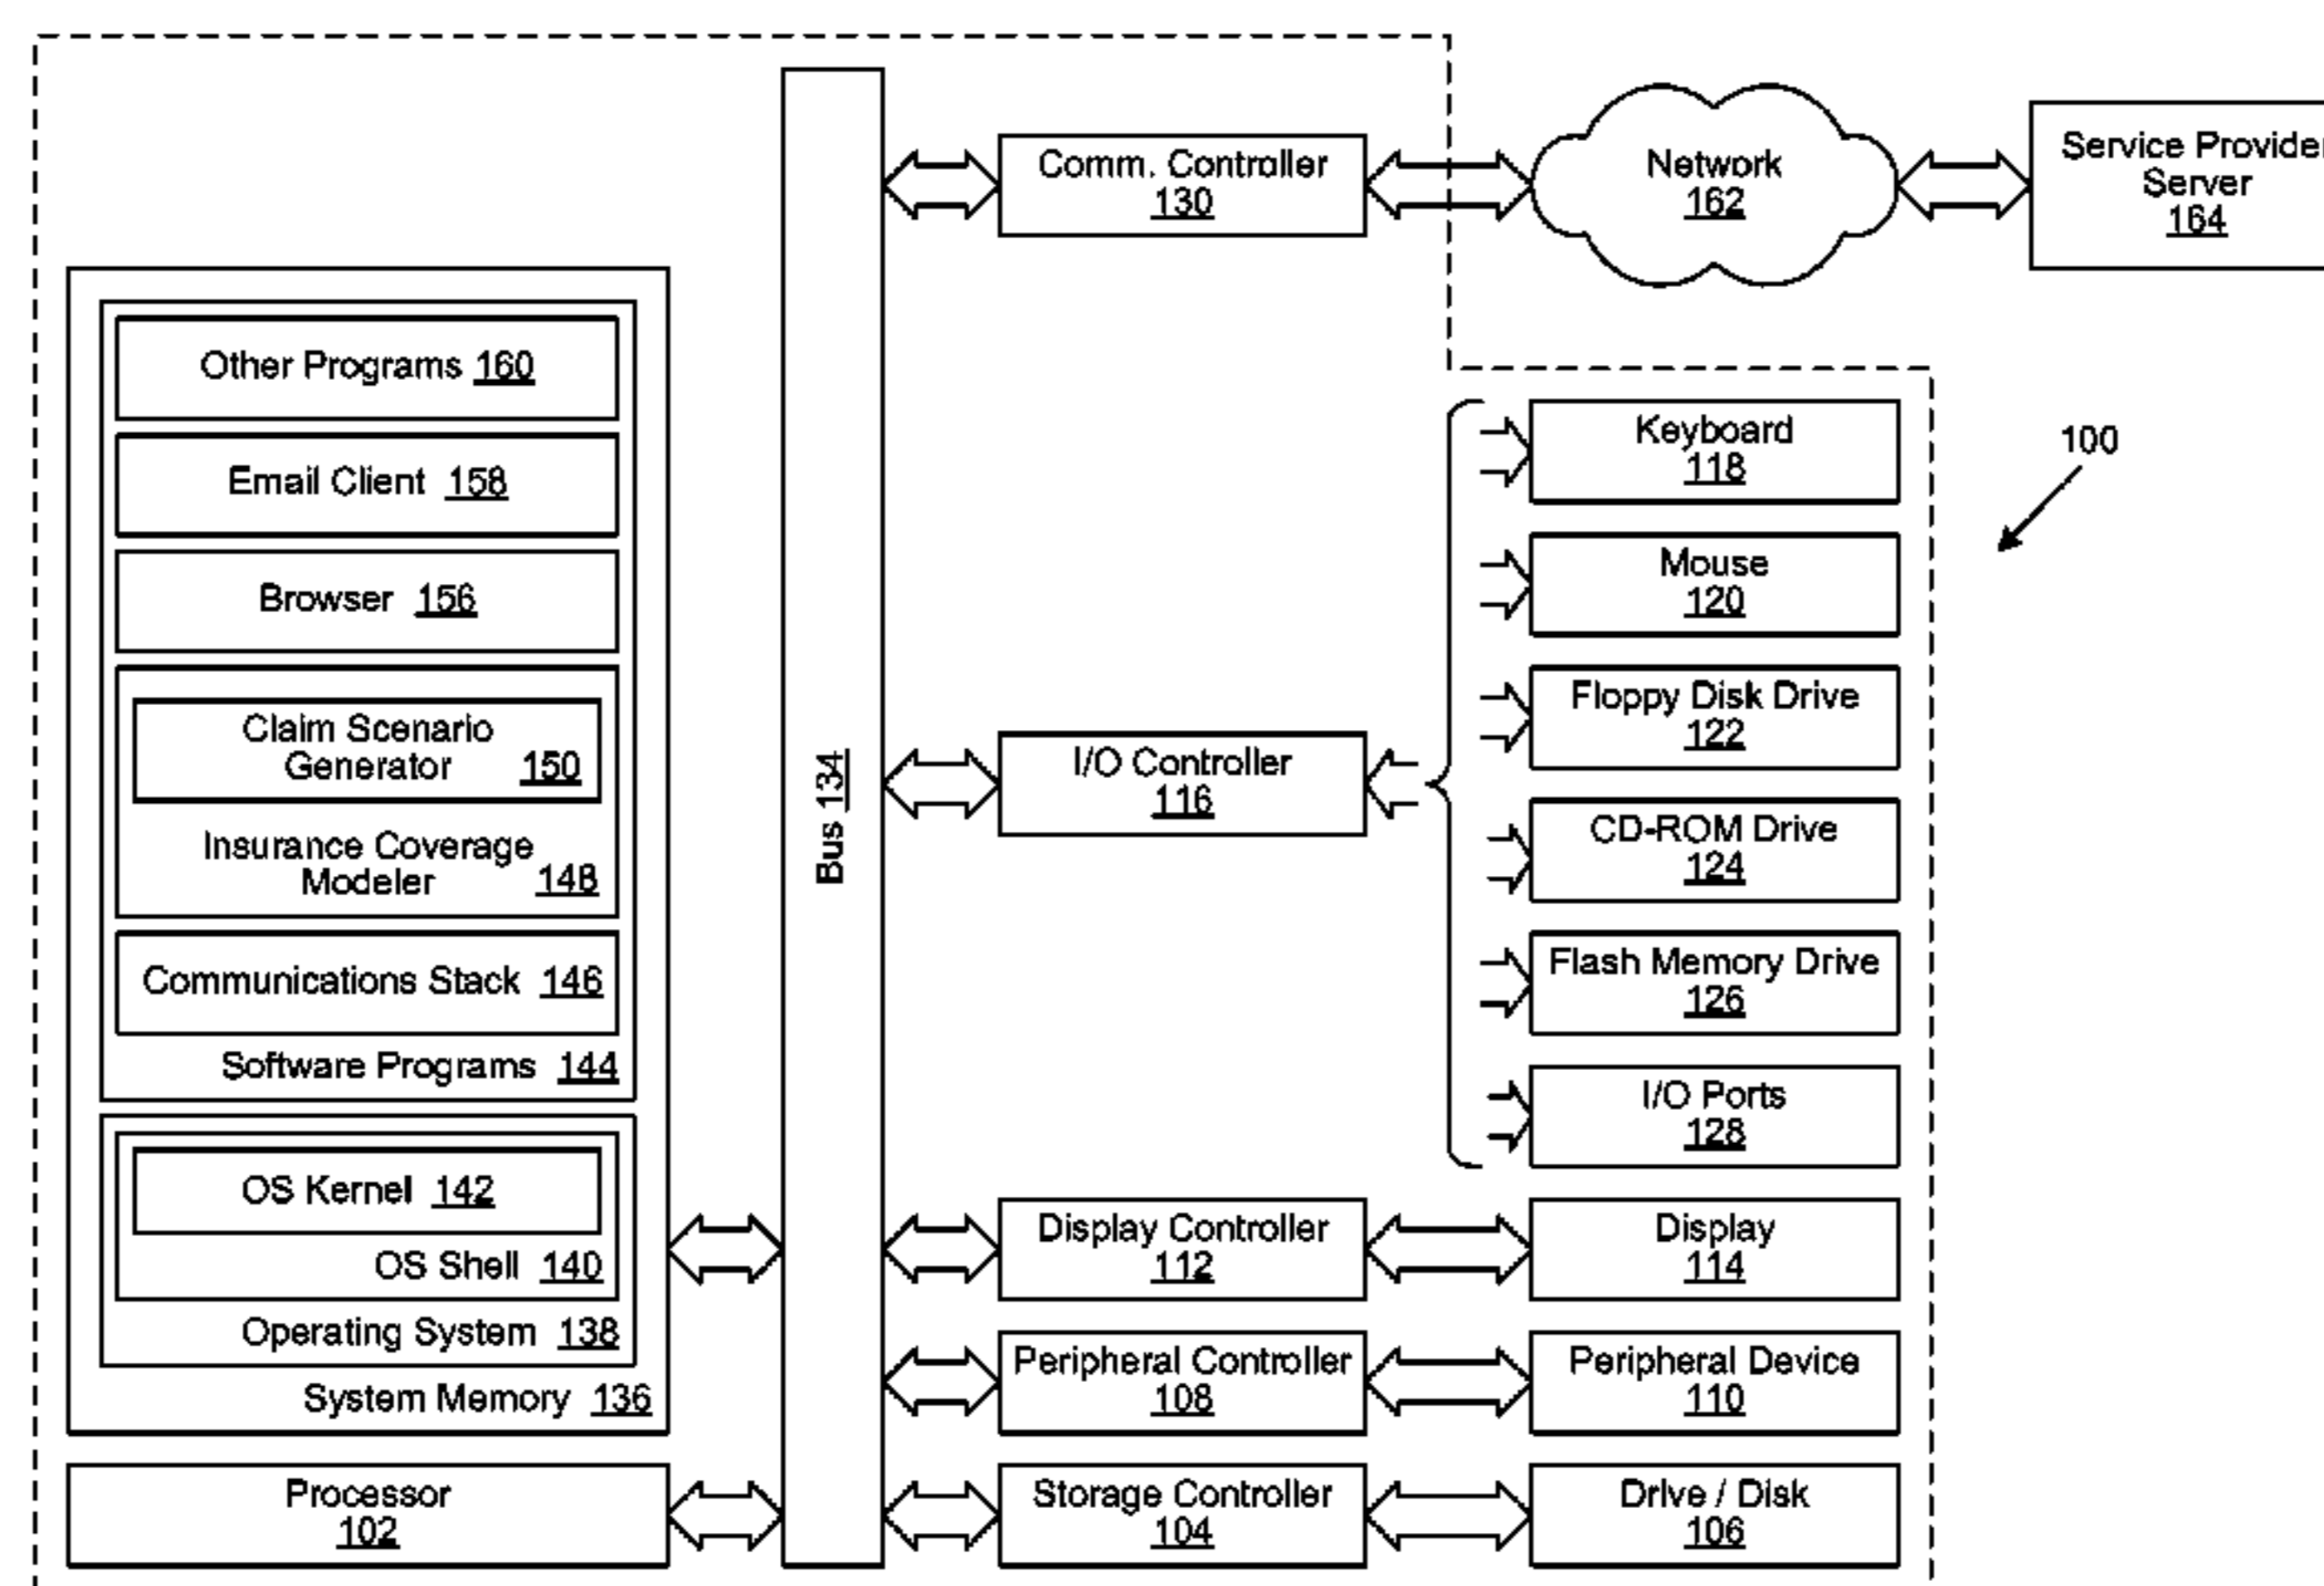 Comm. Controller
130
Network
162
Service Provider
Server
164
Other Programs 160
Email Client 158
Browser 156
Claim Scenario
Generator 150
Insurance Coverage
Modeler 148
Communications Stack 146
Software Programs 144
OS Kernel 142
OS Shell 140
Operating System 138
System Memory 136
Processor
102
Bus 134
I/O Controller
116
Keyboard
118
Mouse
120
Floppy Disk Drive
122
CD-ROM Drive
124
Flash Memory Drive
126
I/O Ports
128
100
Display Controller
112
Display
114
Peripheral Controller
108
Peripheral Device
110
Storage Controller
104
Drive / Disk
106